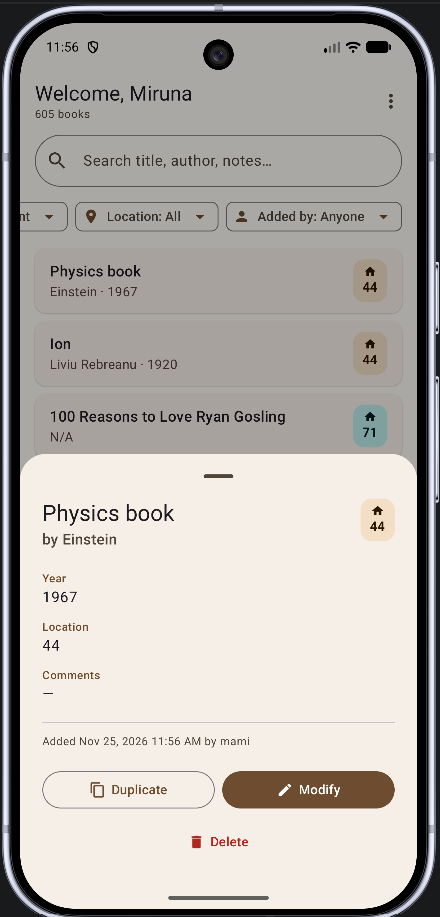 11:56
Welcome, Miruna
605 books
Search title, author, notes…
nt
Location: All
Added by: Anyone
Physics book
Einstein · 1967
44
Ion
Liviu Rebreanu · 1920
44
100 Reasons to Love Ryan Gosling
N/A
71
Physics book
by Einstein
44
Year
1967
Location
44
Comments
—
Added Nov 25, 2026 11:56 AM by mami
Duplicate
Modify
Delete